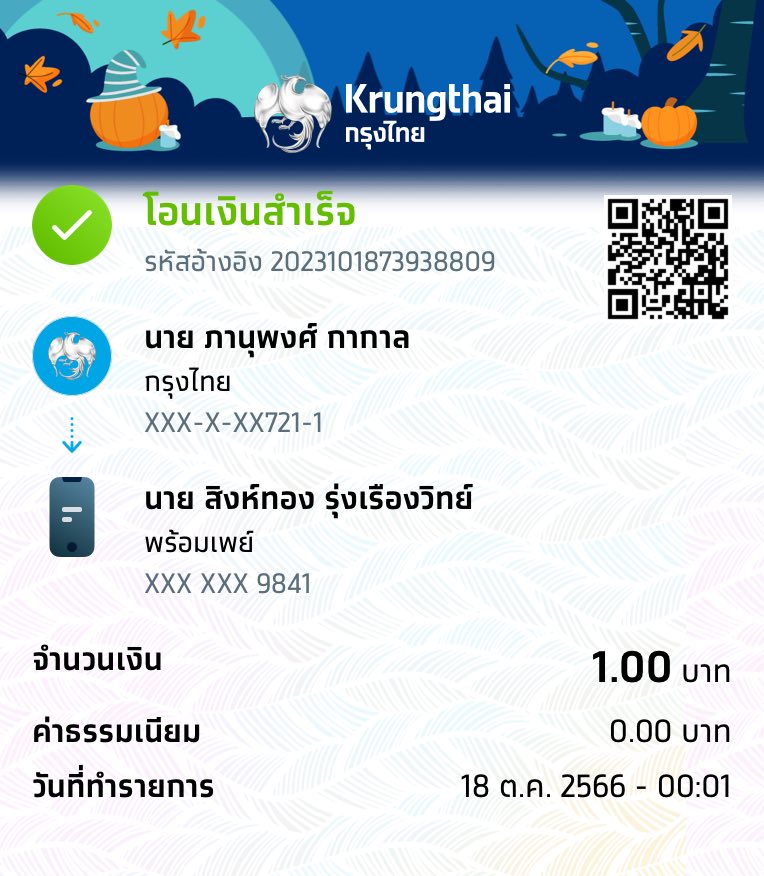 Krungthai
กรุงไทย
โอนเงินสำเร็จ
รหัสอ้างอิง 2023101873938809
นาย ภานุพงศ์ กากาล
กรุงไทย
XXX-X-XX721-1
นาย สิงห์ทอง รุ่งเรืองวิทย์
พร้อมเพย์
XXX XXX 9841
จำนวนเงิน 1.00 บาท
ค่าธรรมเนียม 0.00 บาท
วันที่ทำรายการ 18 ต.ค. 2566 - 00:01